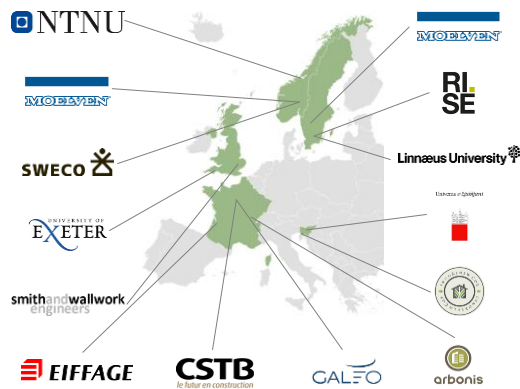 NTNU
MOELVEN
MOELVEN
RI.
SE
SWECO
Linnæus University
UNIVERSITY OF
EXETER
smithandwallwork
engineers
EIFFAGE
CSTB
le futur en construction
GALFO
arbonis